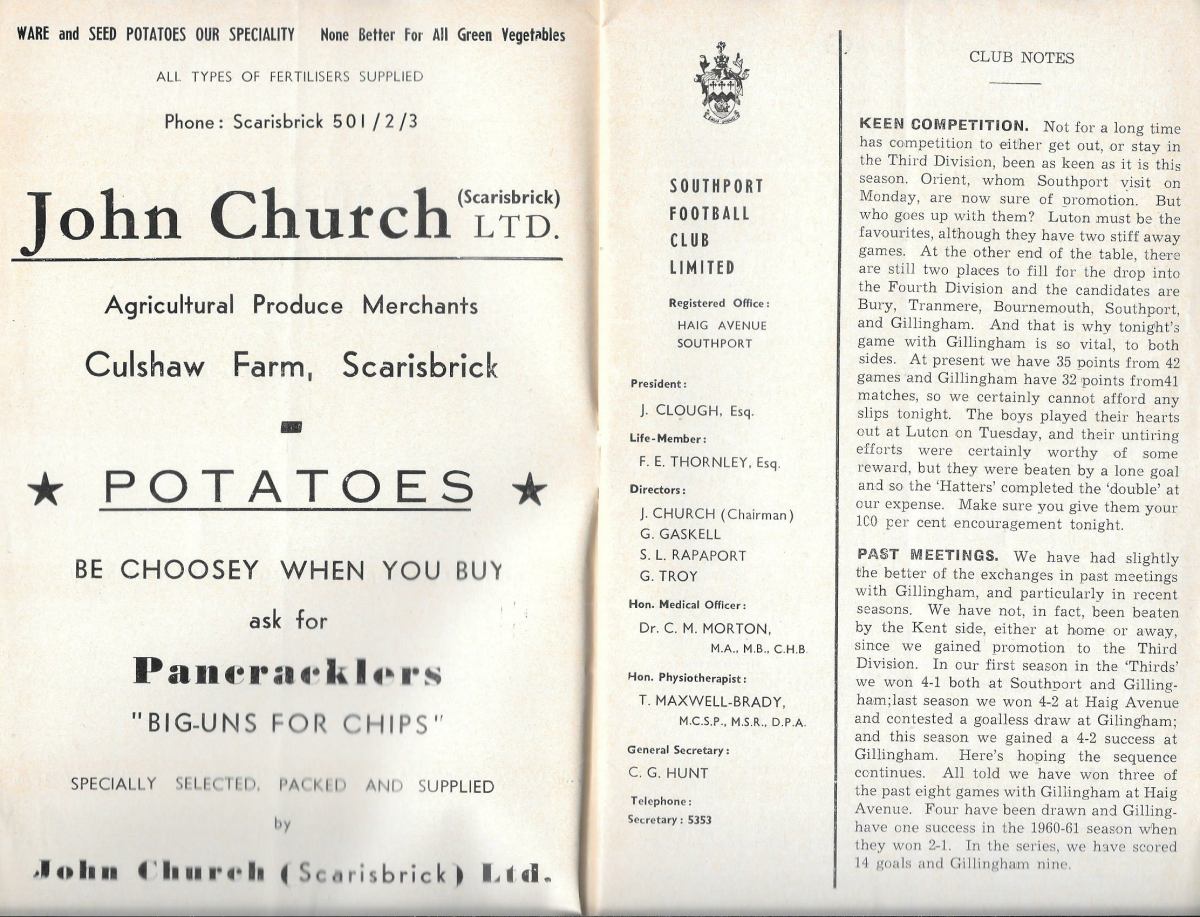 WARE and SEED POTATOES OUR SPECIALITY None Better For All Green Vegetables
ALL TYPES OF FERTILISERS SUPPLIED
Phone: Scarisbrick 501/2/3
John Church (Scarisbrick) LTD.
Agricultural Produce Merchants
Culshaw Farm, Scarisbrick
★ POTATOES ★
BE CHOOSEY WHEN YOU BUY
ask for
Pancracklers
"BIG-UNS FOR CHIPS"
SPECIALLY SELECTED, PACKED AND SUPPLIED
by
John Church (Scarisbrick) Ltd.
SOUTHPORT
FOOTBALL
CLUB
LIMITED
Registered Office:
HAIG AVENUE
SOUTHPORT
President:
J. CLOUGH, Esq.
Life-Member:
F. E. THORNLEY, Esq.
Directors:
J. CHURCH (Chairman)
G. GASKELL
S. L. RAPAPORT
G. TROY
Hon. Medical Officer:
Dr. C. M. MORTON,
M.A., M.B., C.H.B.
Hon. Physiotherapist:
T. MAXWELL-BRADY,
M.C.S.P., M.S.R., D.P.A.
General Secretary:
C. G. HUNT
Telephone:
Secretary: 5353
CLUB NOTES
KEEN COMPETITION. Not for a long time
has competition to either get out, or stay in
the Third Division, been as keen as it is this
season. Orient, whom Southport visit on
Monday, are now sure of promotion. But
who goes up with them? Luton must be the
favourites, although they have two stiff away
games. At the other end of the table, there
are still two places to fill for the drop into
the Fourth Division and the candidates are
Bury, Tranmere, Bournemouth, Southport,
and Gillingham. And that is why tonight's
game with Gillingham is so vital, to both
sides. At present we have 35 points from 42
games and Gillingham have 32 points from41
matches, so we certainly cannot afford any
slips tonight. The boys played their hearts
out at Luton on Tuesday, and their untiring
efforts were certainly worthy of some
reward, but they were beaten by a lone goal
and so the 'Hatters' completed the 'double' at
our expense. Make sure you give them your
100 per cent encouragement tonight.
PAST MEETINGS. We have had slightly
the better of the exchanges in past meetings
with Gillingham, and particularly in recent
seasons. We have not, in fact, been beaten
by the Kent side, either at home or away,
since we gained promotion to the Third
Division. In our first season in the 'Thirds'
we won 4-1 both at Southport and Gilling-
ham;last season we won 4-2 at Haig Avenue
and contested a goalless draw at Gilingham;
and this season we gained a 4-2 success at
Gillingham. Here's hoping the sequence
continues. All told we have won three of
the past eight games with Gillingham at Haig
Avenue. Four have been drawn and Gilling-
have one success in the 1960-61 season when
they won 2-1. In the series, we have scored
14 goals and Gillingham nine.